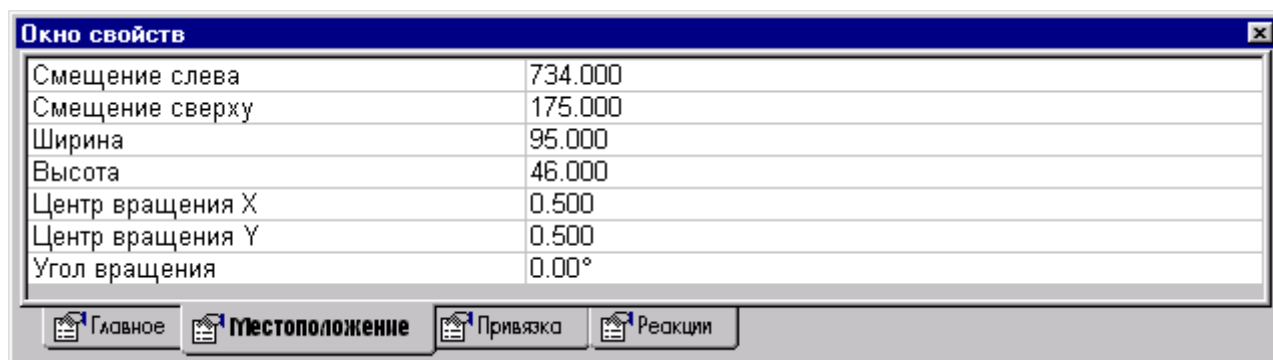 Окно свойств
Смещение слева 734.000
Смещение сверху 175.000
Ширина 95.000
Высота 46.000
Центр вращения X 0.500
Центр вращения Y 0.500
Угол вращения 0.00°
Главное Местоположение Привязка Реакции